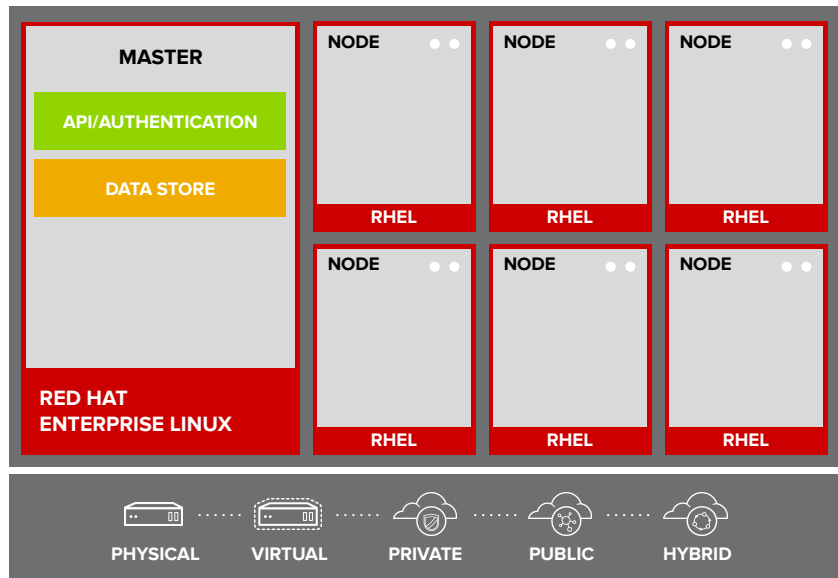 MASTER
API/AUTHENTICATION
DATA STORE
RED HAT
ENTERPRISE LINUX
NODE
NODE
NODE
RHEL
RHEL
RHEL
NODE
NODE
NODE
RHEL
RHEL
RHEL
PHYSICAL
VIRTUAL
PRIVATE
PUBLIC
HYBRID